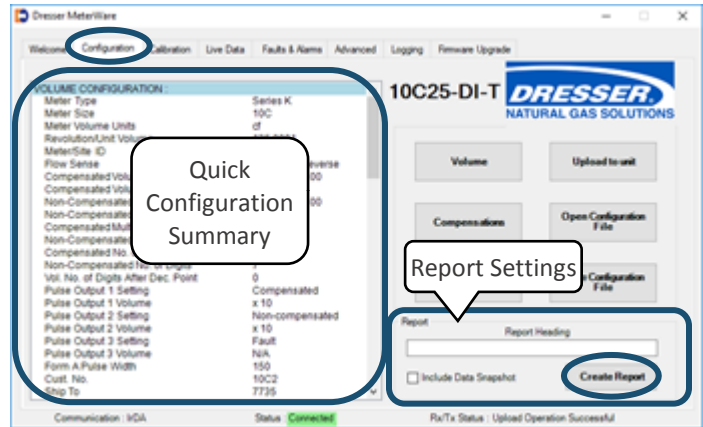 Dresser MeterWare
Welcome Configuration Calibration Live Data Faults & Alarms Advanced Logging Firmware Upgrade
VOLUME CONFIGURATION :
Meter Type Series K
Meter Size 10C
Meter Volume Units cf
Revolution/Unit Volume
Meter/Site ID
Flow Sense everse
Compensated Volu 00
Compensated Volu
Non-Compensated 00
Non-Compensated
Compensated Mult
Non-Compensated
Compensated No.
Non-Compensated No. of Digits 7
Vol. No. of Digits After Dec. Point 0
Pulse Output 1 Setting Compensated
Pulse Output 1 Volume x 10
Pulse Output 2 Setting Non-compensated
Pulse Output 2 Volume x 10
Pulse Output 3 Setting Fault
Pulse Output 3 Volume N/A
Form A Pulse Width 150
Cust. No. 10C2
Ship To 7735
Quick
Configuration
Summary
10C25-DI-T
DRESSER.
NATURAL GAS SOLUTIONS
Volume
Upload to unit
Compensations
Open Configuration
File
Configuration
File
Report Settings
Report
Report Heading
Include Data Snapshot
Create Report
Communication : IrDA
Status : Connected
Rx/Tx Status : Upload Operation Successful